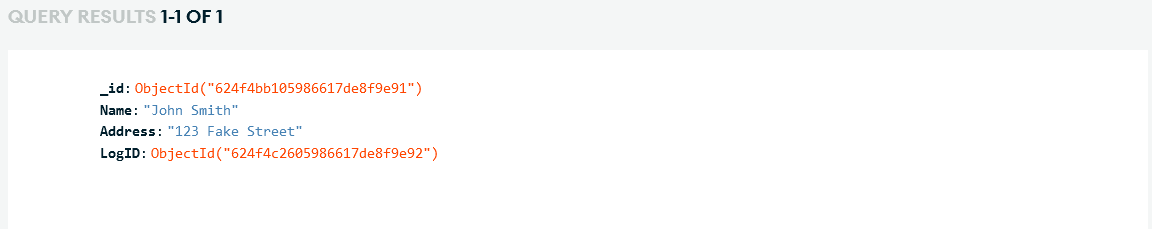 QUERY RESULTS 1-1 OF 1
_id: ObjectId("624f4bb105986617de8f9e91")
Name: "John Smith"
Address: "123 Fake Street"
LogID: ObjectId("624f4c2605986617de8f9e92")